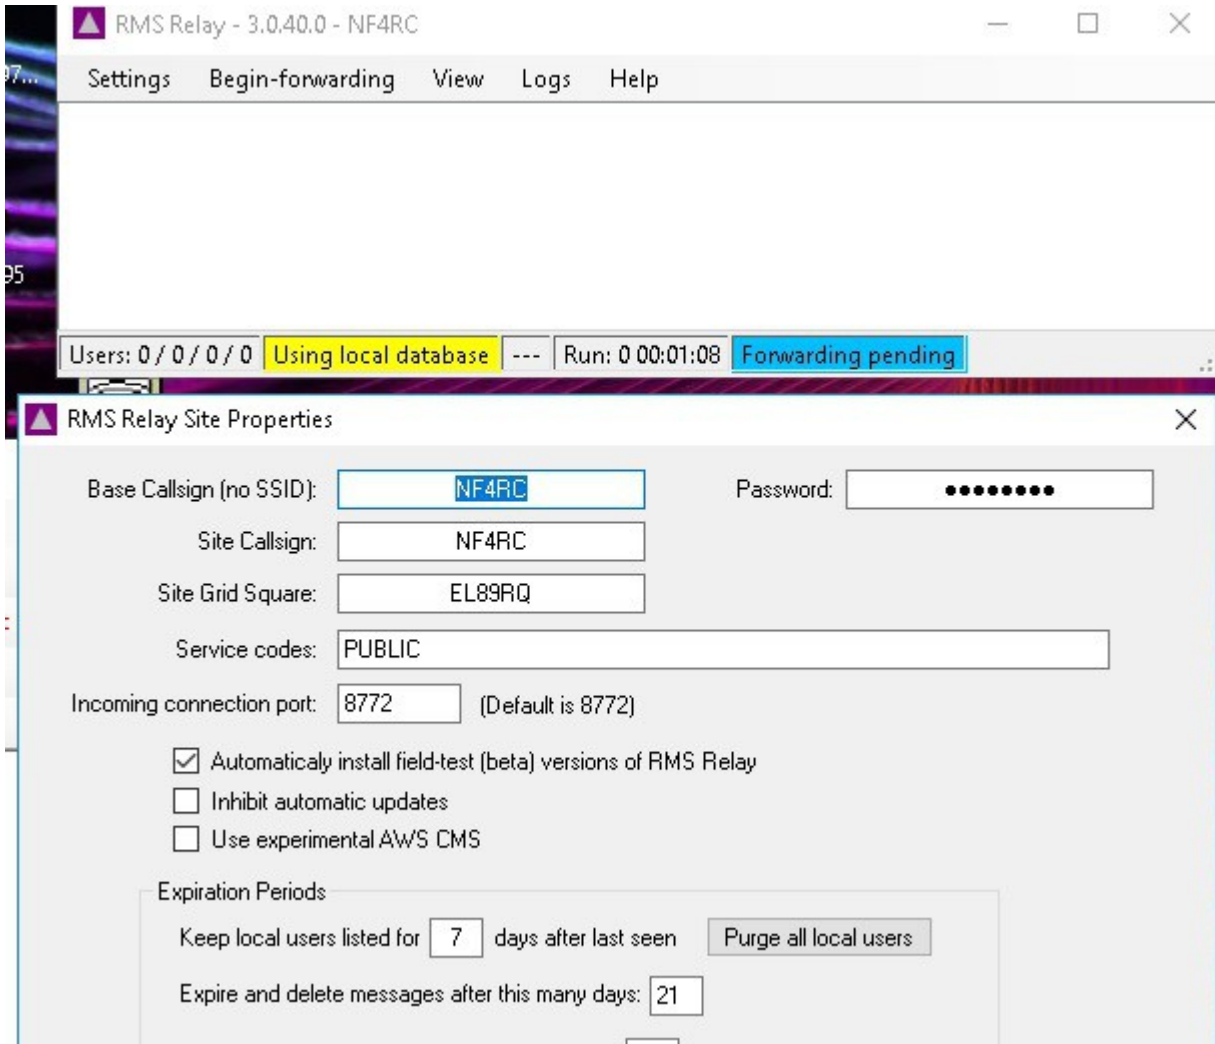 RMS Relay - 3.0.40.0 - NF4RC
97...
Settings Begin-forwarding View Logs Help
95
Users: 0 / 0 / 0 / 0 Using local database --- Run: 0 00:01:08 Forwarding pending
RMS Relay Site Properties
Base Callsign (no SSID): NF4RC Password: ●●●●●●●●
Site Callsign: NF4RC
Site Grid Square: EL89RQ
Service codes: PUBLIC
Incoming connection port: 8772 (Default is 8772)
Automaticaly install field-test (beta) versions of RMS Relay
Inhibit automatic updates
Use experimental AWS CMS
Expiration Periods
Keep local users listed for 7 days after last seen Purge all local users
Expire and delete messages after this many days: 21